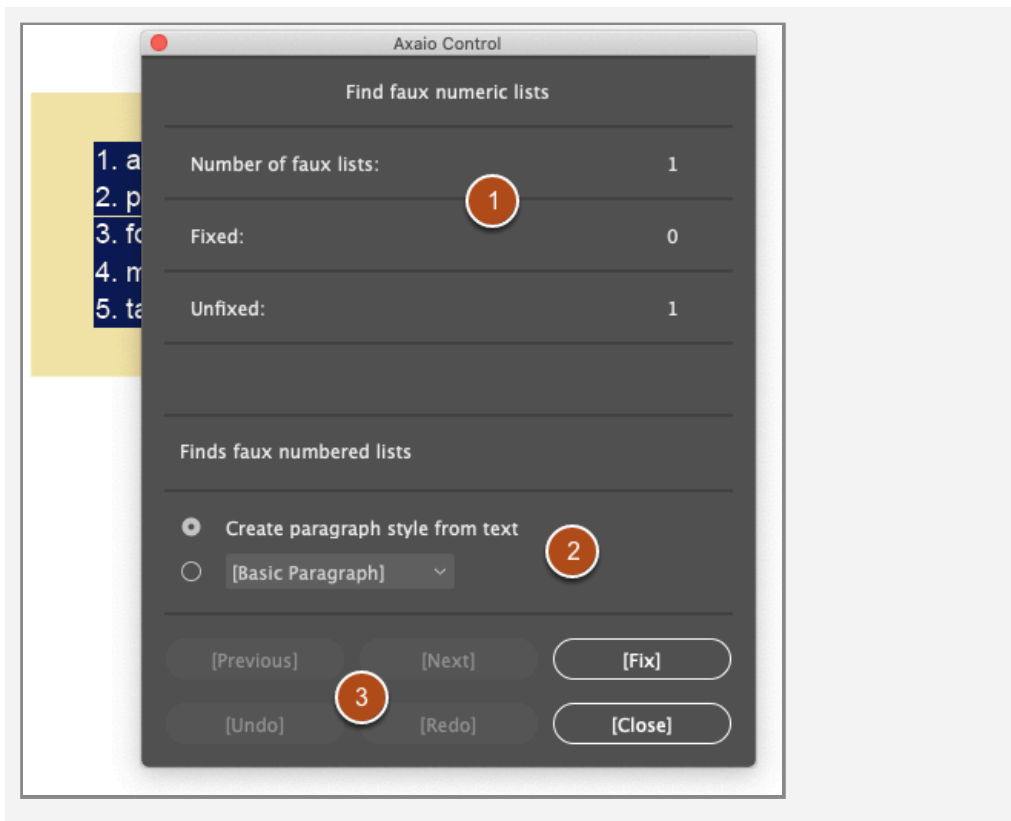 Axaio Control
Find faux numeric lists
1. a
2. p
3. fo
4. m
5. ta
Number of faux lists: 1
1
Fixed: 0
Unfixed: 1
Finds faux numbered lists
Create paragraph style from text
2
[Basic Paragraph]
[Previous] [Next] [Fix]
3
[Undo] [Redo] [Close]